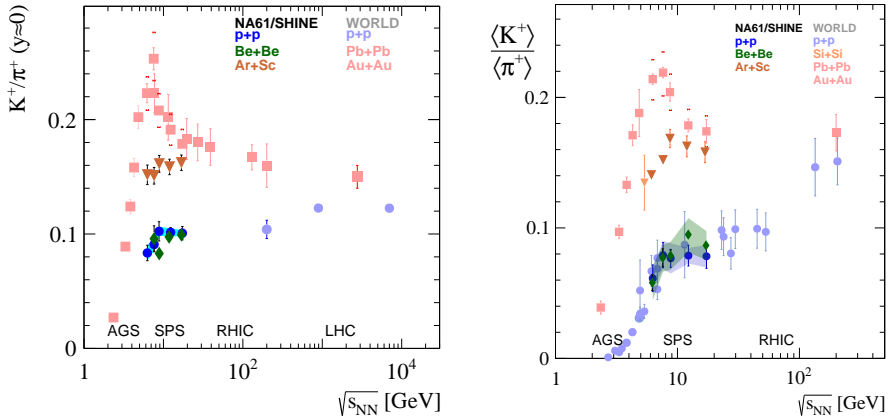 K⁺/π⁺ (y≈0)
NA61/SHINE WORLD
p+p p+p
Be+Be Pb+Pb
Ar+Sc Au+Au
0.2
0.1
0
AGS SPS RHIC LHC
1 10² 10⁴
√s_NN [GeV]
⟨K⁺⟩
⟨π⁺⟩
NA61/SHINE WORLD
p+p p+p
Be+Be Si+Si
Ar+Sc Pb+Pb
Au+Au
0.2
0.1
0
AGS SPS RHIC
1 10 10²
√s_NN [GeV]